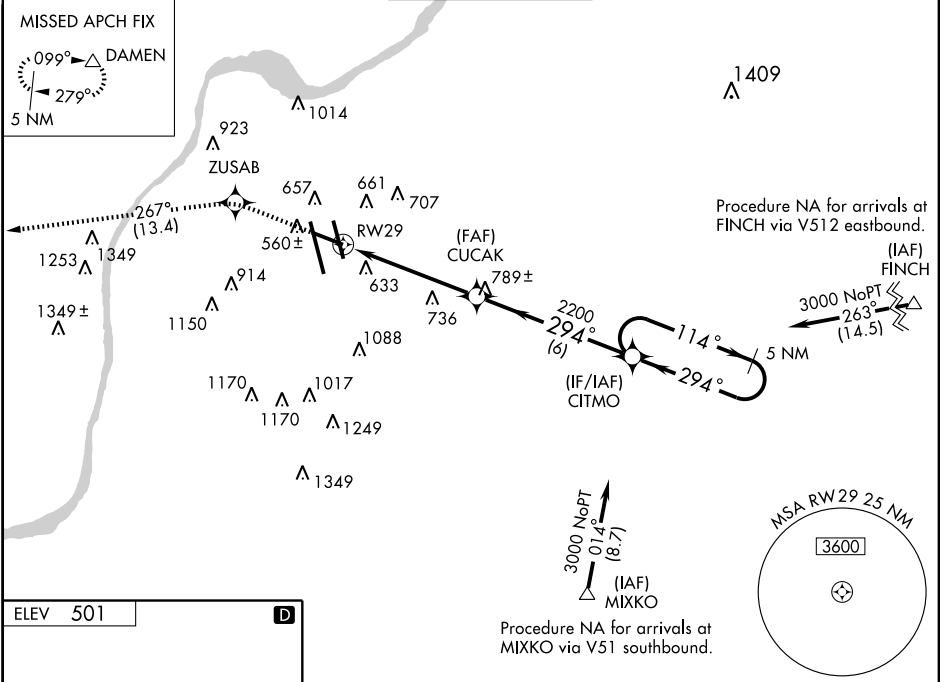 MISSED APCH FIX
099° DAMEN
279°
5 NM
1409
1014
923
ZUSAB
657
661
707
Procedure NA for arrivals at
FINCH via V512 eastbound.
267°
(13.4)
560±
RW29
(FAF)
CUCAK
(IAF)
FINCH
1349
1253
633
789±
914
3000 NoPT
263°
(14.5)
1349±
1150
736
2200
294°
(6)
114°
5 NM
1088
294°
(IF/IAF)
CITMO
1170
1017
1170
1249
1349
MSA RW29 25 NM
3600
3000 NoPT
014°
(8.7)
(IAF)
MIXKO
Procedure NA for arrivals at
MIXKO via V51 southbound.
ELEV 501
D